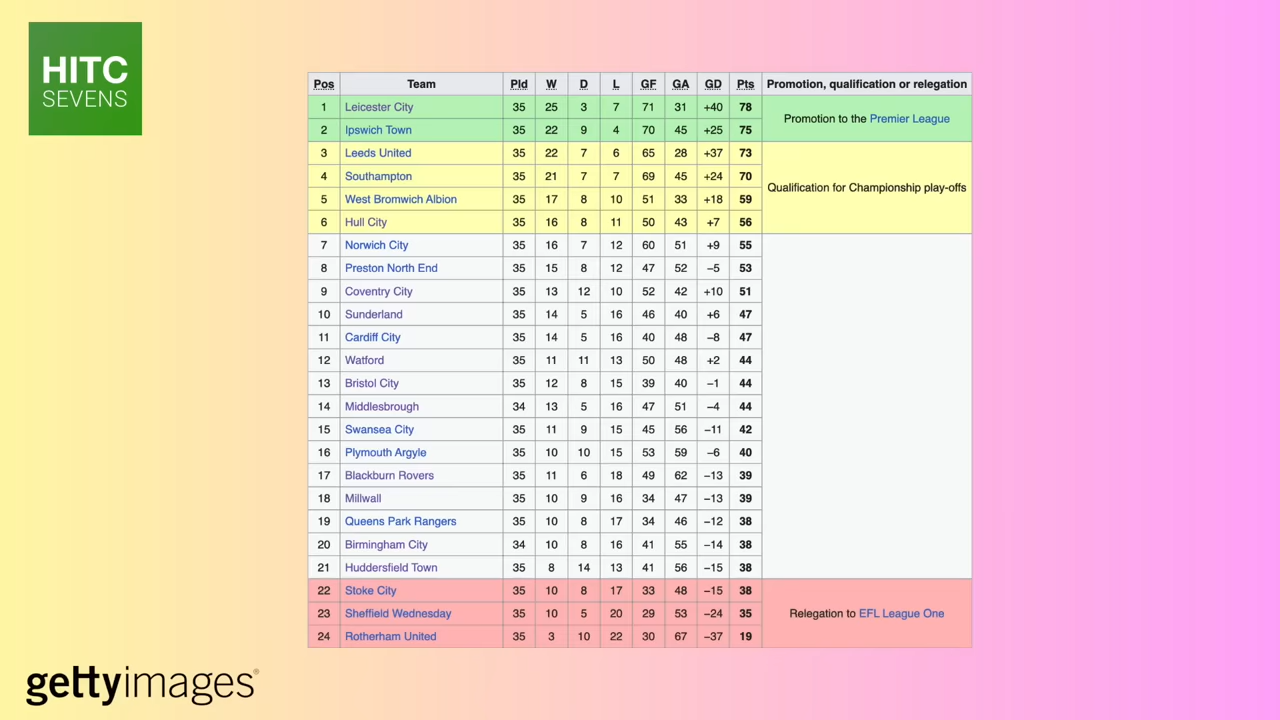 HITC
SEVENS
Pos Team Pld W D L GF GA GD Pts Promotion, qualification or relegation
1 Leicester City 35 25 3 7 71 31 +40 78
Promotion to the Premier League
2 Ipswich Town 35 22 9 4 70 45 +25 75
3 Leeds United 35 22 7 6 65 28 +37 73
4 Southampton 35 21 7 7 69 45 +24 70
Qualification for Championship play-offs
5 West Bromwich Albion 35 17 8 10 51 33 +18 59
6 Hull City 35 16 8 11 50 43 +7 56
7 Norwich City 35 16 7 12 60 51 +9 55
8 Preston North End 35 15 8 12 47 52 −5 53
9 Coventry City 35 13 12 10 52 42 +10 51
10 Sunderland 35 14 5 16 46 40 +6 47
11 Cardiff City 35 14 5 16 40 48 −8 47
12 Watford 35 11 11 13 50 48 +2 44
13 Bristol City 35 12 8 15 39 40 −1 44
14 Middlesbrough 34 13 5 16 47 51 −4 44
15 Swansea City 35 11 9 15 45 56 −11 42
16 Plymouth Argyle 35 10 10 15 53 59 −6 40
17 Blackburn Rovers 35 11 6 18 49 62 −13 39
18 Millwall 35 10 9 16 34 47 −13 39
19 Queens Park Rangers 35 10 8 17 34 46 −12 38
20 Birmingham City 34 10 8 16 41 55 −14 38
21 Huddersfield Town 35 8 14 13 41 56 −15 38
22 Stoke City 35 10 8 17 33 48 −15 38
23 Sheffield Wednesday 35 10 5 20 29 53 −24 35 Relegation to EFL League One
24 Rotherham United 35 3 10 22 30 67 −37 19
gettyimages®